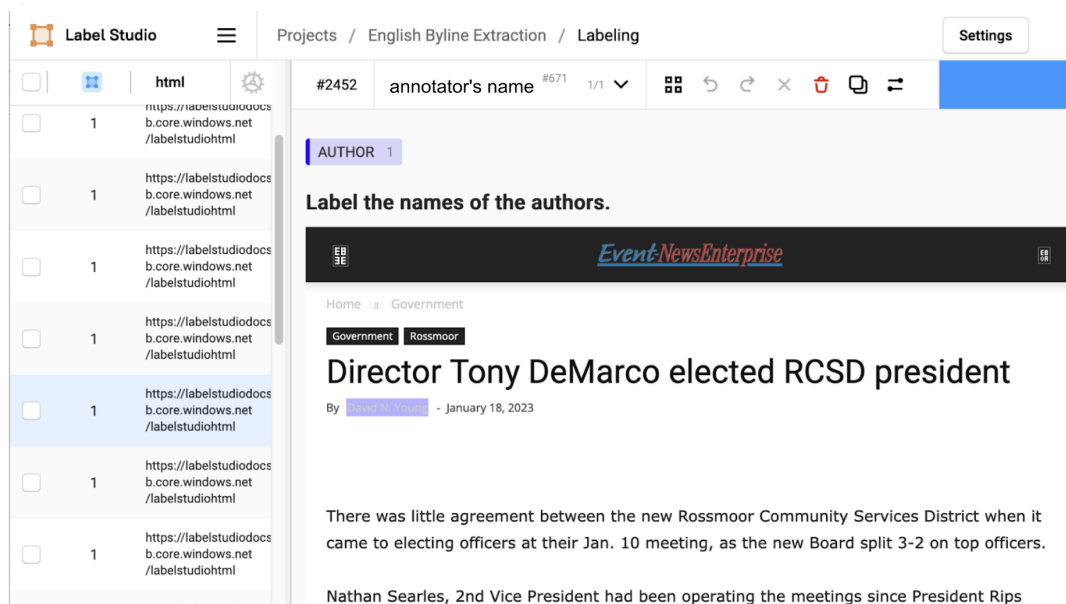 Label Studio
Projects / English Byline Extraction / Labeling
Settings
html
#2452
annotator's name #671 1/1
https://labelstudiodocs
1 b.core.windows.net
/labelstudiohtml
https://labelstudiodocs
1 b.core.windows.net
/labelstudiohtml
https://labelstudiodocs
1 b.core.windows.net
/labelstudiohtml
https://labelstudiodocs
1 b.core.windows.net
/labelstudiohtml
https://labelstudiodocs
1 b.core.windows.net
/labelstudiohtml
https://labelstudiodocs
1 b.core.windows.net
/labelstudiohtml
https://labelstudiodocs
1 b.core.windows.net
/labelstudiohtml
AUTHOR 1
Label the names of the authors.
Event-NewsEnterprise
Home Government
Government Rossmoor
Director Tony DeMarco elected RCSD president
By David N. Young - January 18, 2023
There was little agreement between the new Rossmoor Community Services District when it
came to electing officers at their Jan. 10 meeting, as the new Board split 3-2 on top officers.
Nathan Searles, 2nd Vice President had been operating the meetings since President Rips